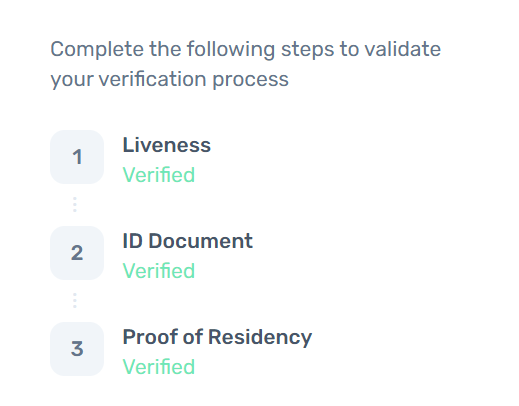 Complete the following steps to validate
your verification process
1
Liveness
Verified
2
ID Document
Verified
3
Proof of Residency
Verified